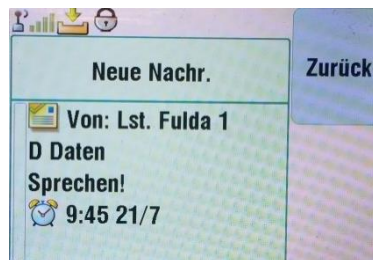 Neue Nachr.
Zurück
Von: Lst. Fulda 1
D Daten
Sprechen!
9:45 21/7